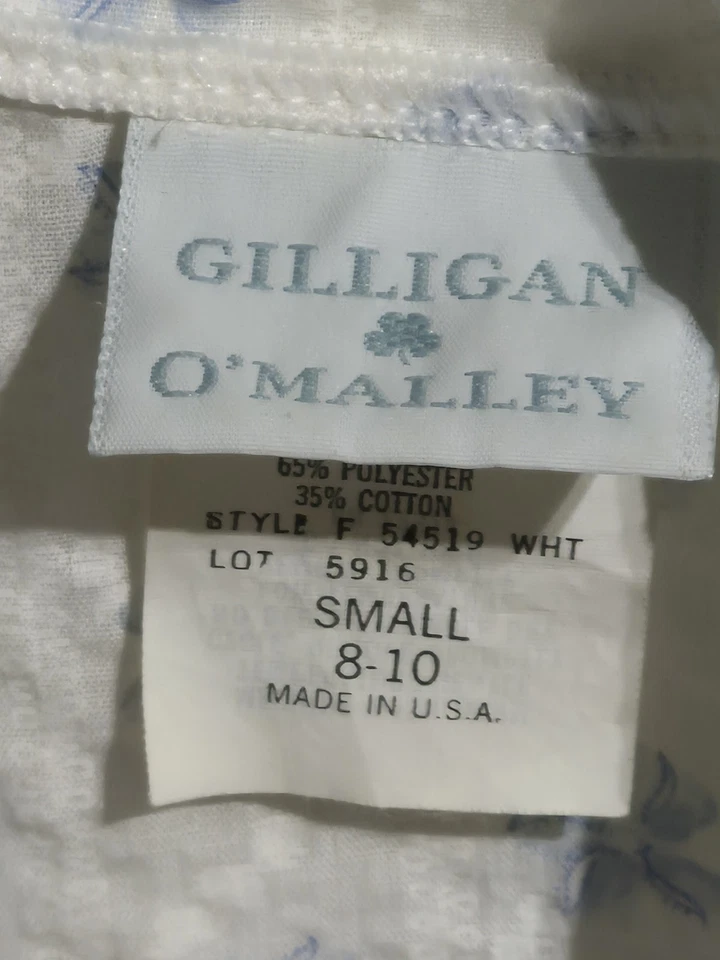 GILLIGAN
O'MALLEY
65% POLYESTER
35% COTTON
STYLE F 54519 WHT
LOT 5916
SMALL
8-10
MADE IN U.S.A.